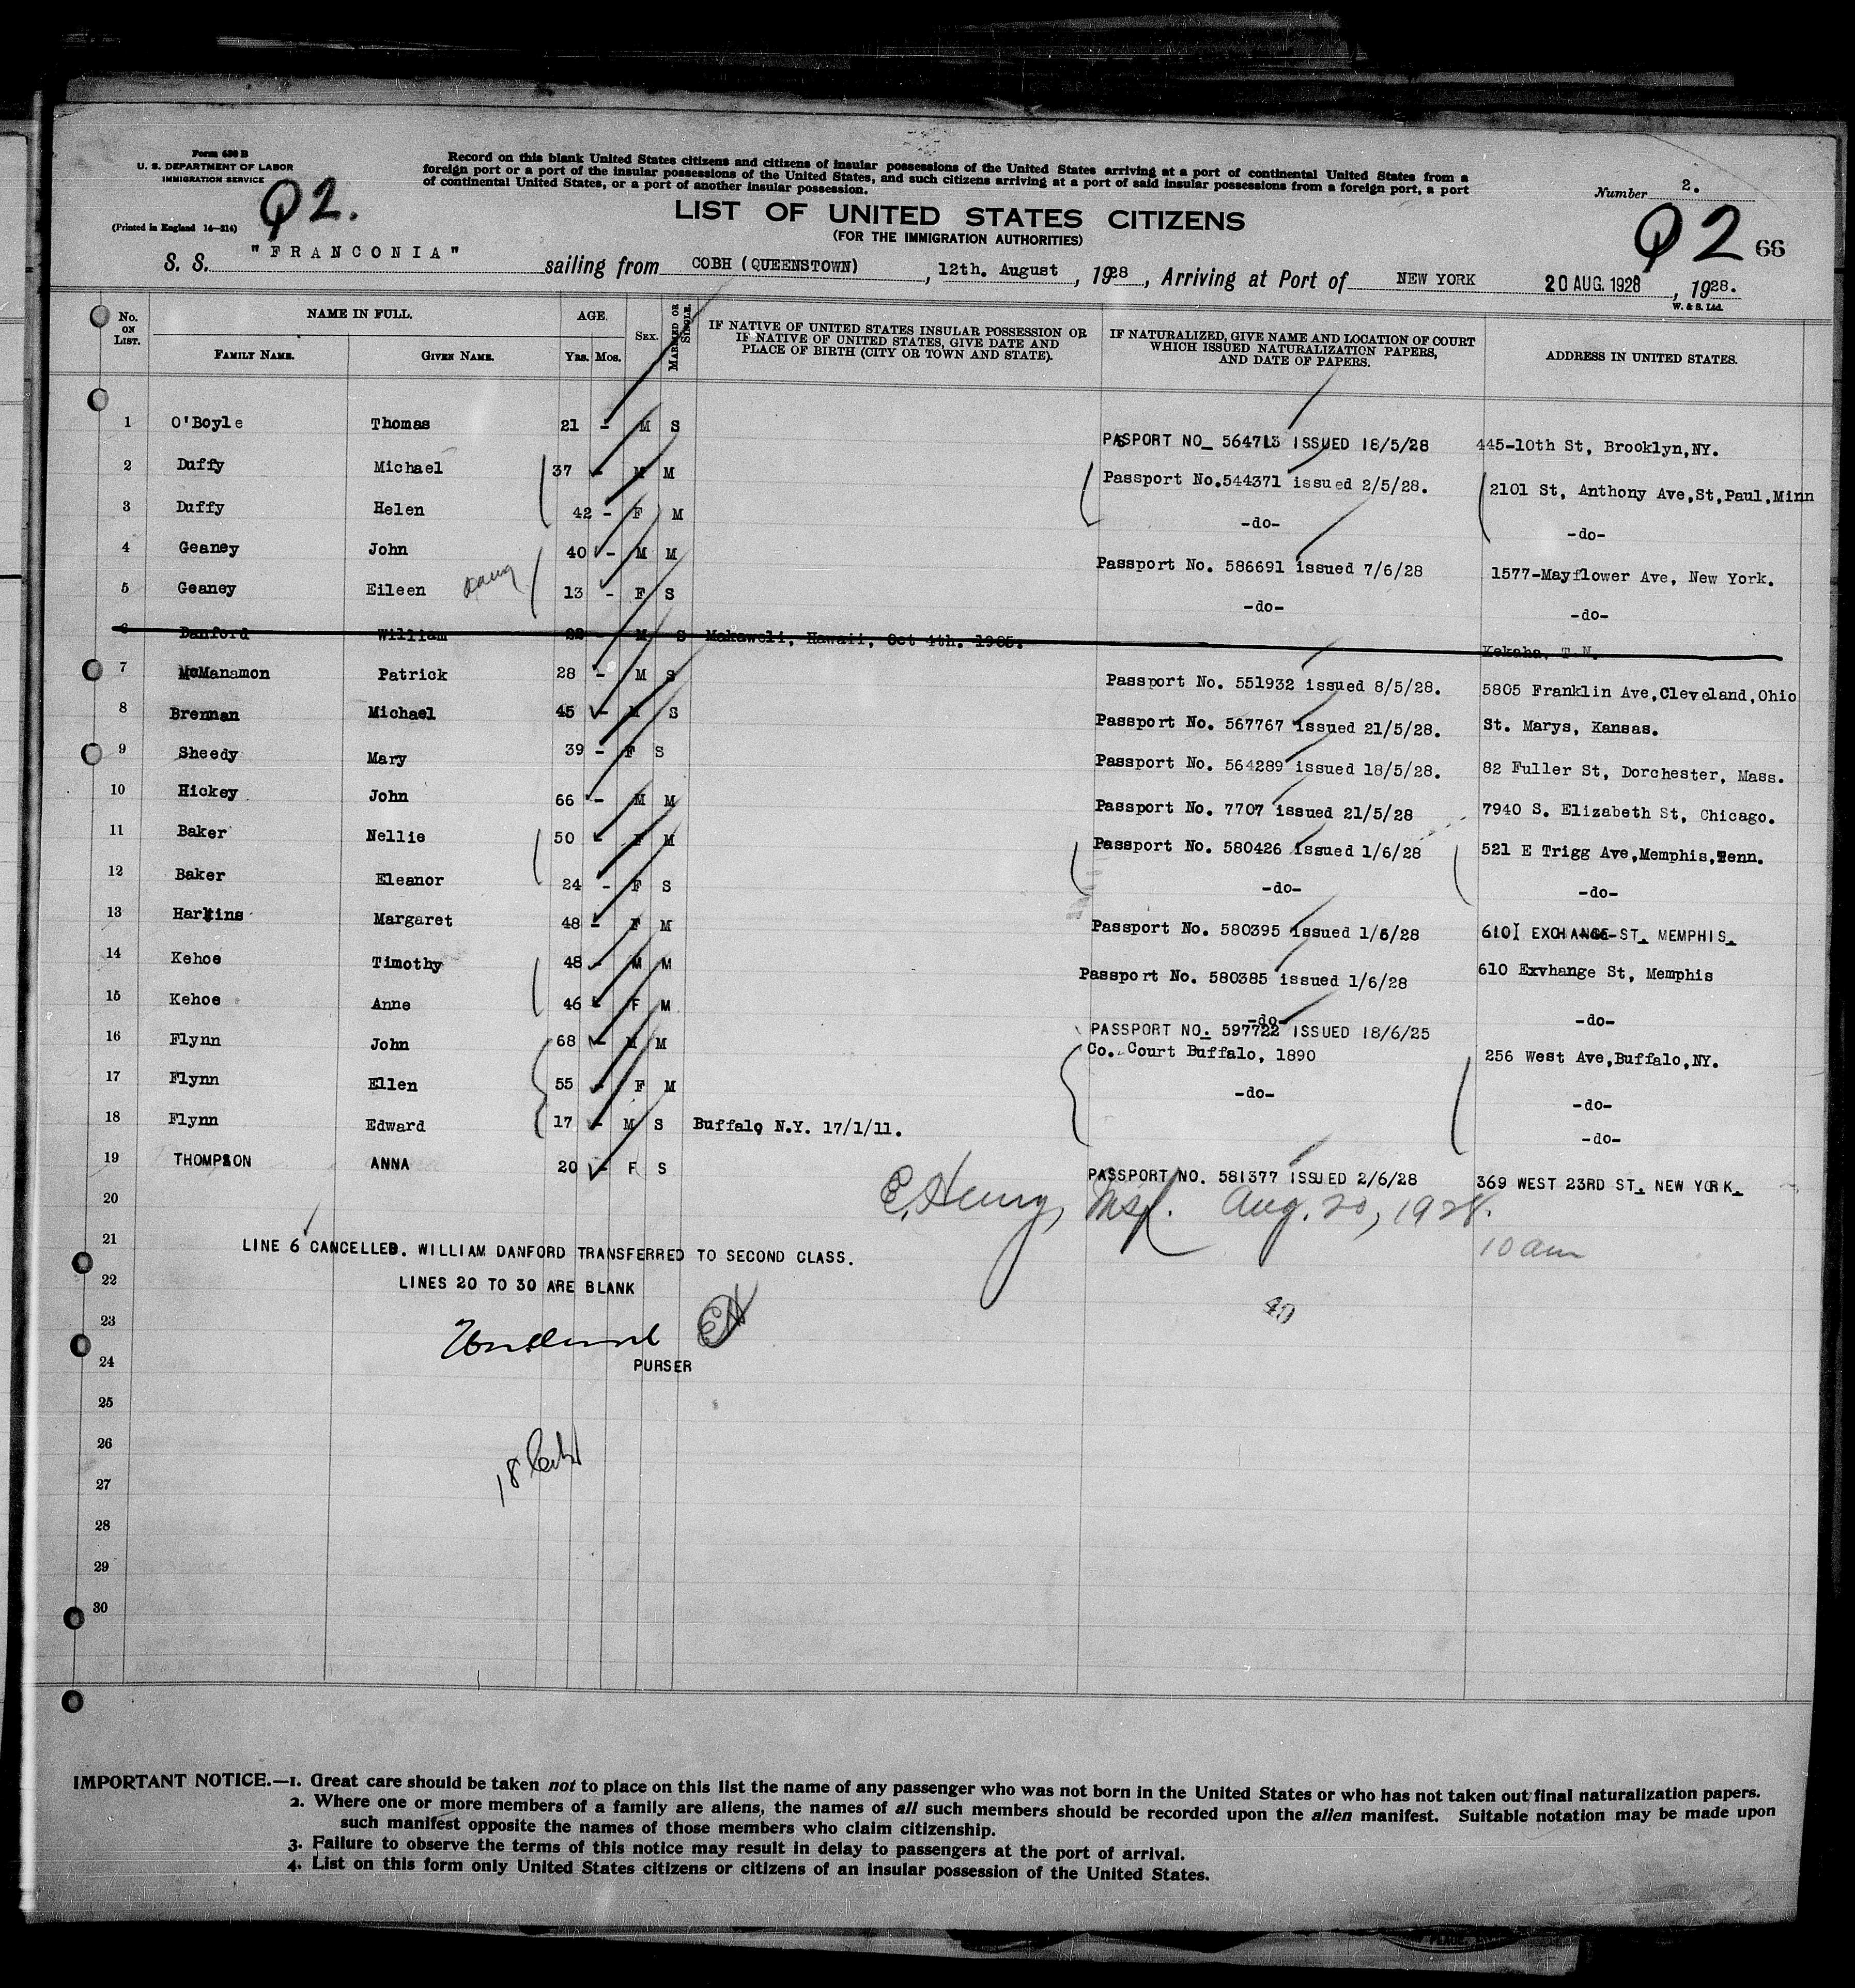 Form 630 B
U. S. DEPARTMENT OF LABOR
IMMIGRATION SERVICE
Q2.
(Printed in England 14—214)
Record on this blank United States citizens and citizens of insular possessions of the United States arriving at a port of continental United States from a
foreign port or a port of the insular possessions of the United States, and such citizens arriving at a port of said insular possessions from a foreign port, a port
of continental United States, or a port of another insular possession.
Number 2.
LIST OF UNITED STATES CITIZENS
(FOR THE IMMIGRATION AUTHORITIES)
Q2 66
S. S. "FRANCONIA" sailing from COBH (QUEENSTOWN), 12th. August, 1928, Arriving at Port of NEW YORK 20 AUG. 1928, 1928.
W. & S. Ltd.
No. ON LIST. NAME IN FULL. AGE. SEX. MARRIED OR SINGLE. IF NATIVE OF UNITED STATES INSULAR POSSESSION OR IF NATIVE OF UNITED STATES, GIVE DATE AND PLACE OF BIRTH (CITY OR TOWN AND STATE). IF NATURALIZED, GIVE NAME AND LOCATION OF COURT WHICH ISSUED NATURALIZATION PAPERS, AND DATE OF PAPERS. ADDRESS IN UNITED STATES.
FAMILY NAME. GIVEN NAME. YRS. MOS.
1 O'Boyle Thomas 21 - M S PASPORT NO_ 564713 ISSUED 18/5/28 445-10th St, Brooklyn,NY.
2 Duffy Michael 37 - M M Passport No.544371 issued 2/5/28. 2101 St, Anthony Ave,St,Paul,Minn
3 Duffy Helen 42 - F M -do- -do-
4 Geaney John 40 - M M Passport No. 586691 issued 7/6/28 1577-Mayflower Ave, New York.
5 Geaney Eileen daug 13 - F S -do- -do-
6 Danford William 22 - M S Makaweli, Hawaii, Oct 4th. 1905. Kekaha, T.M.
7 McManamon Patrick 28 - M S Passport No. 551932 issued 8/5/28. 5805 Franklin Ave,Cleveland,Ohio
8 Brennan Michael 45 - M S Passport No. 567767 issued 21/5/28. St. Marys, Kansas.
9 Sheedy Mary 39 - F S Passport No. 564289 issued 18/5/28. 82 Fuller St, Dorchester, Mass.
10 Hickey John 66 - M M Passport No. 7707 issued 21/5/28 7940 S. Elizabeth St, Chicago.
11 Baker Nellie 50 - F M Passport No. 580426 issued 1/6/28 521 E Trigg Ave,Memphis,Tenn.
12 Baker Eleanor 24 - F S -do- -do-
13 Harkins Margaret 48 - F M Passport No. 580395 issued 1/6/28 610I EXCHANGE-ST. MEMPHIS.
14 Kehoe Timothy 48 - M M Passport No. 580385 issued 1/6/28 610 Exvhange St, Memphis
15 Kehoe Anne 46 - F M -do- -do-
PASSPORT NO. 597722 ISSUED 18/6/25
16 Flynn John 68 - M M Co. Court Buffalo, 1890 256 West Ave,Buffalo,NY.
17 Flynn Ellen 55 - F M -do- -do-
18 Flynn Edward 17 - M S Buffalo N.Y. 17/1/11. -do-
19 THOMPSON ANNA 20 - F S PASSPORT NO. 581377 ISSUED 2/6/28 369 WEST 23RD ST. NEW YORK.
20 E. Henry, Insp. Aug. 20, 1928.
10 am
21 LINE 6 CANCELLED. WILLIAM DANFORD TRANSFERRED TO SECOND CLASS.
22 LINES 20 TO 30 ARE BLANK
40
23 EH
24 PURSER
25
26
18
27
28
29
30
IMPORTANT NOTICE.—1. Great care should be taken not to place on this list the name of any passenger who was not born in the United States or who has not taken out final naturalization papers.
2. Where one or more members of a family are aliens, the names of all such members should be recorded upon the alien manifest. Suitable notation may be made upon
such manifest opposite the names of those members who claim citizenship.
3. Failure to observe the terms of this notice may result in delay to passengers at the port of arrival.
4. List on this form only United States citizens or citizens of an insular possession of the United States.